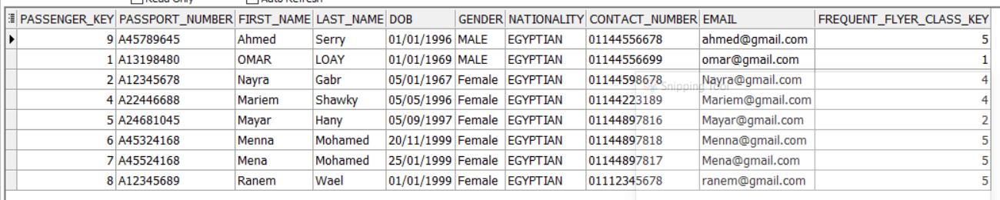 Read Only Auto Refresh
PASSENGER_KEY PASSPORT_NUMBER FIRST_NAME LAST_NAME DOB GENDER NATIONALITY CONTACT_NUMBER EMAIL FREQUENT_FLYER_CLASS_KEY
9 A45789645 Ahmed Serry 01/01/1996 MALE EGYPTIAN 01144556678 ahmed@gmail.com 5
1 A13198480 OMAR LOAY 01/01/1969 MALE EGYPTIAN 01144556699 omar@gmail.com 1
2 A12345678 Nayra Gabr 05/01/1967 Female EGYPTIAN 01144598678 Nayra@gmail.com 4
Snipping Tool
4 A22446688 Mariem Shawky 05/05/1996 Female EGYPTIAN 01144223189 Mariem@gmail.com 4
5 A24681045 Mayar Hany 05/09/1997 Female EGYPTIAN 01144897816 Mayar@gmail.com 2
6 A45324168 Menna Mohamed 20/11/1999 Female EGYPTIAN 01144897818 Menna@gmail.com 5
7 A45524168 Mena Mohamed 25/01/1999 Female EGYPTIAN 01144897817 Mena@gmail.com 5
8 A12345689 Ranem Wael 01/01/1999 Female EGYPTIAN 01112345678 ranem@gmail.com 5